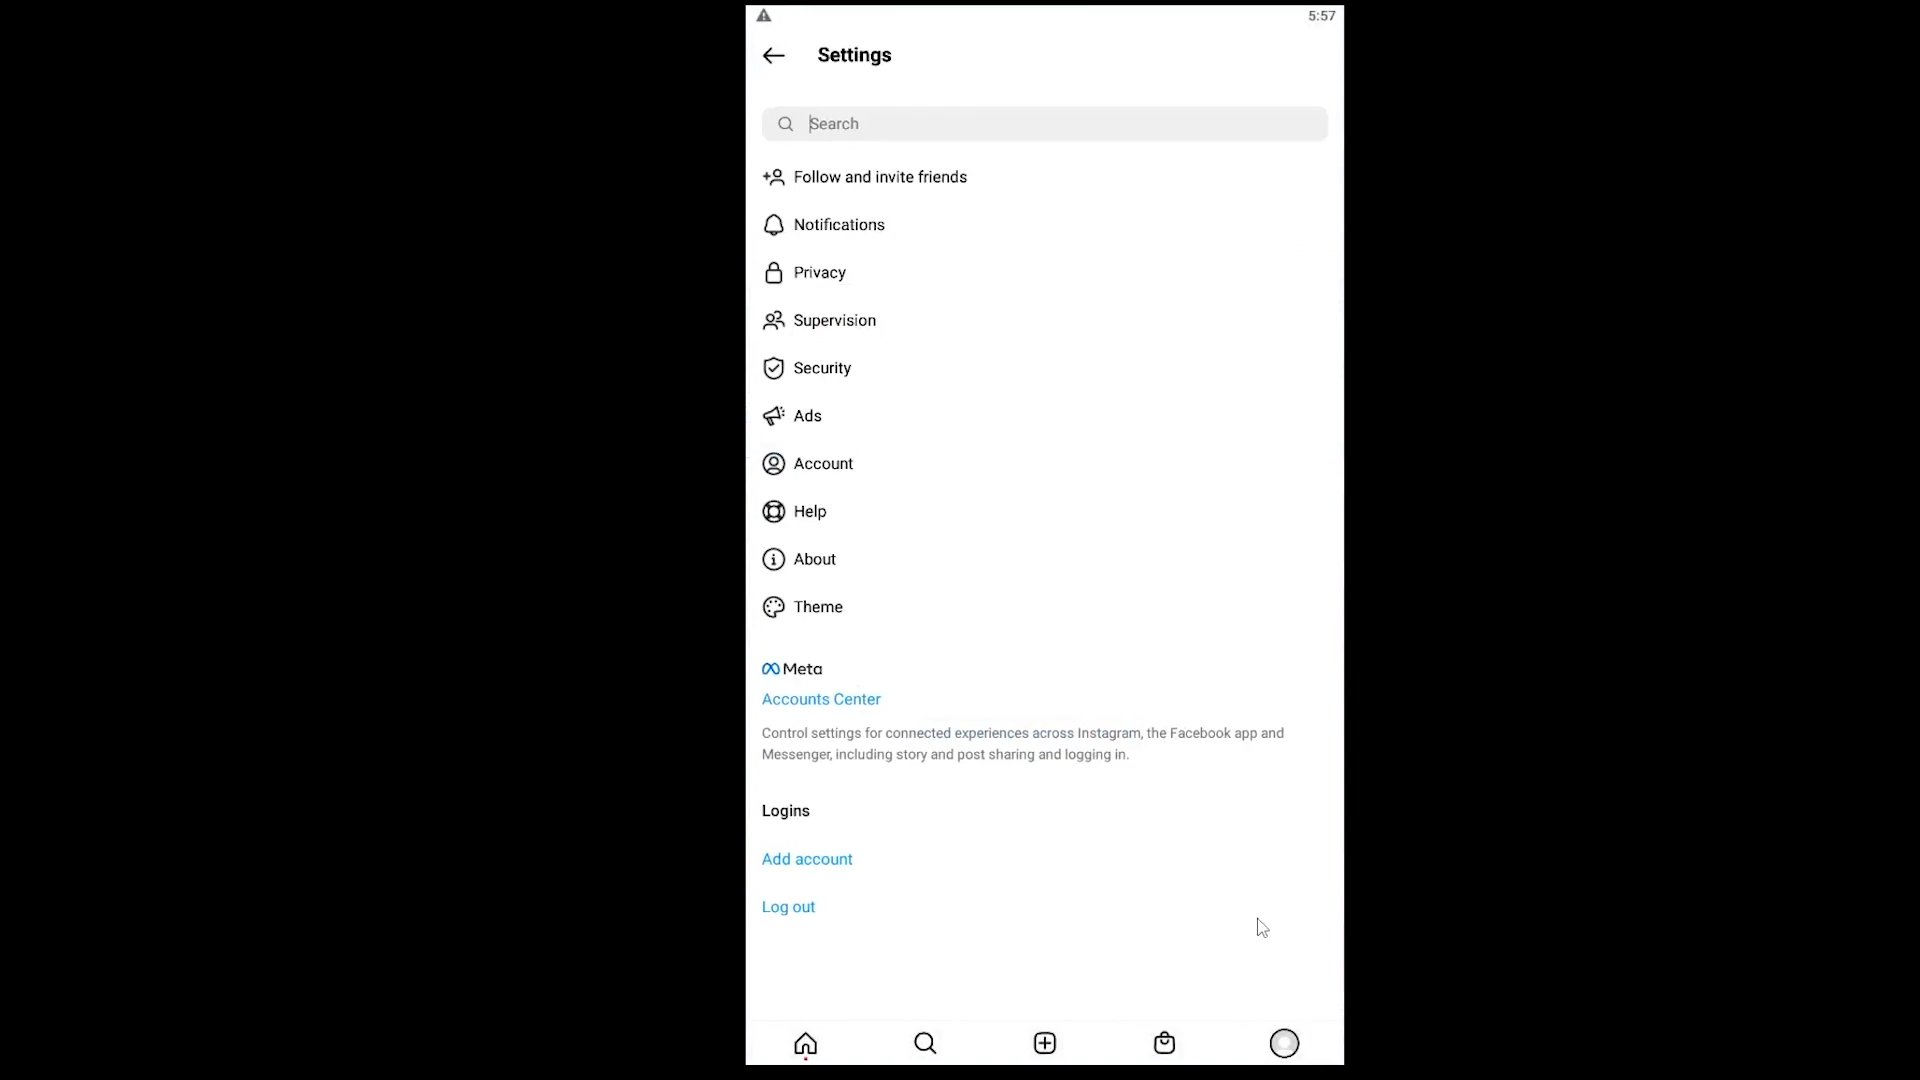 5:57
Settings
Search
Follow and invite friends
Notifications
Privacy
Supervision
Security
Ads
Account
Help
About
Theme
Meta
Accounts Center
Control settings for connected experiences across Instagram, the Facebook app and
Messenger, including story and post sharing and logging in.
Logins
Add account
Log out